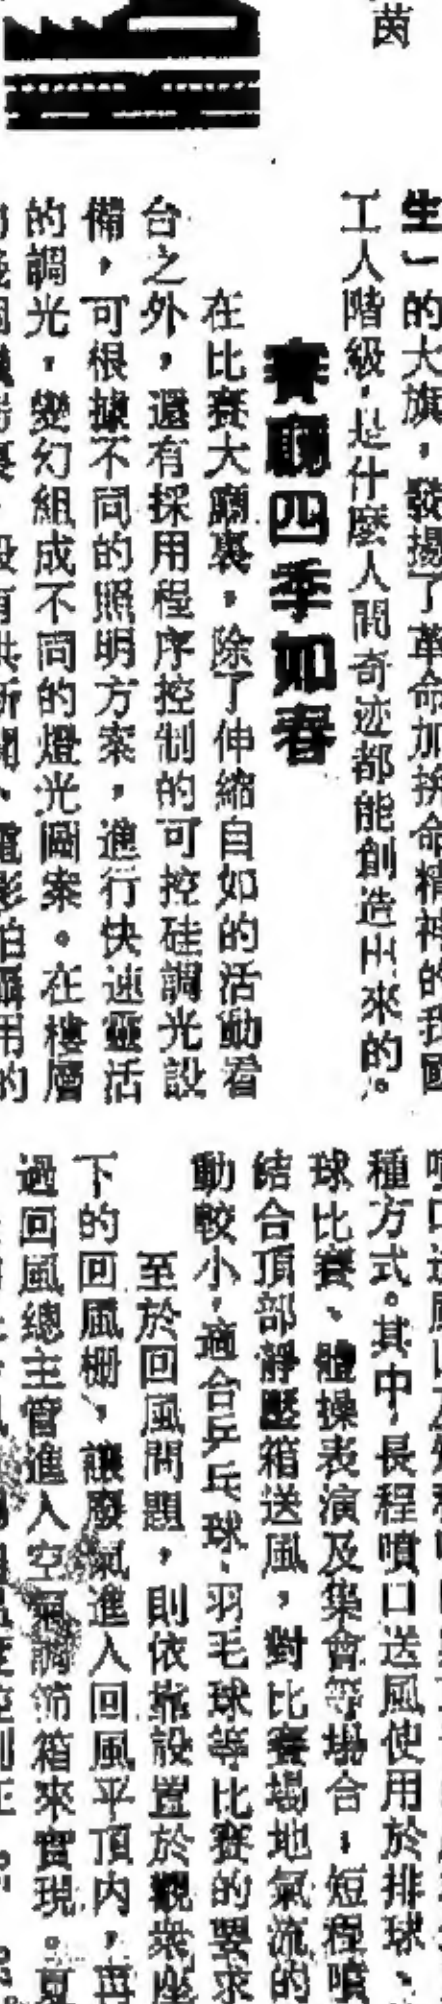 茵
生」的大旗，發揚了革命加拚命精神的我國
工人階級，是什麼人間奇迹都能創造出來的。
賽廳四季如春
在比賽大廳裏，除了伸縮自如的活動看
台之外，還有採用程序控制的可控硅調光設
備，可根據不同的照明方案，進行快速靈活
的調光，變幻組成不同的燈光圖案。在樓層
種方式。其中，長程噴口送風使用於排球、
球比賽、體操表演及集會等場合；短程噴
結合頂部靜壓箱送風，對比賽場地氣流的
動較小，適合乒乓球、羽毛球等比賽的要求
至於回風問題，則依靠設置於觀衆座
下的回風柵，讓廢氣進入回風平頂內，再
過回風總主管進入空氣調節箱來實現。夏